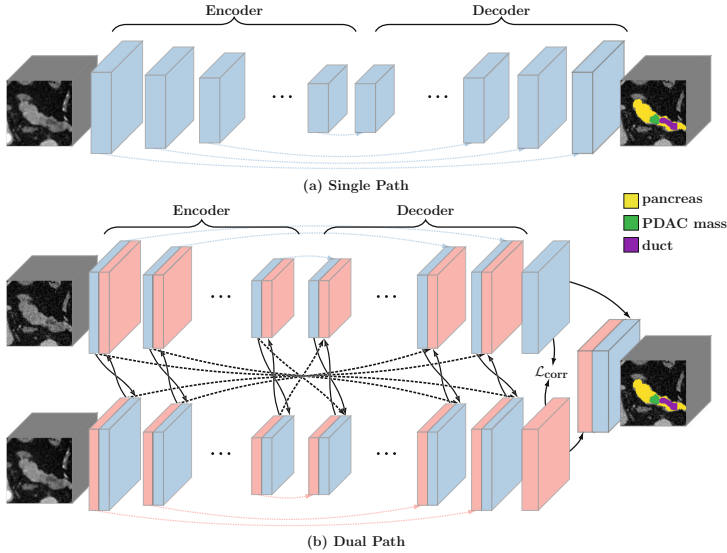 Encoder
Decoder
(a) Single Path
pancreas
PDAC mass
duct
Encoder
Decoder
ℒcorr
(b) Dual Path